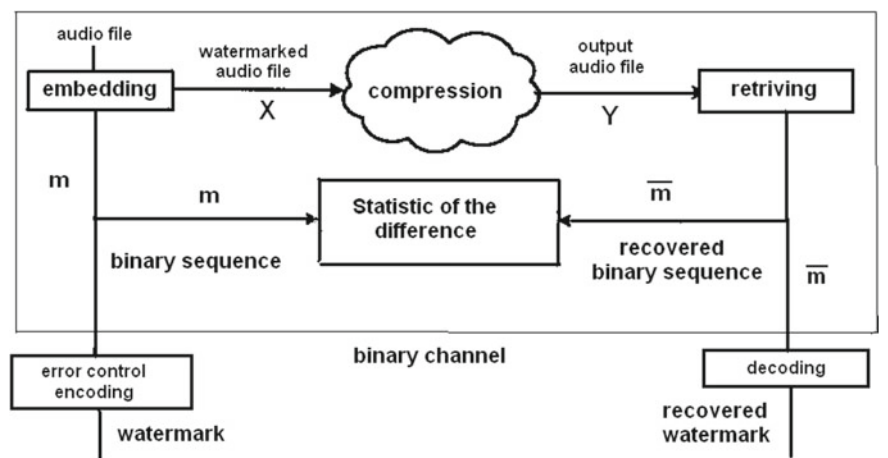 audio file
watermarked
audio file
output
audio file
embedding
compression
retriving
X
Y
m
m
Statistic of the
difference
m̅
binary sequence
recovered
binary sequence
m̅
binary channel
error control
encoding
decoding
watermark
recovered
watermark